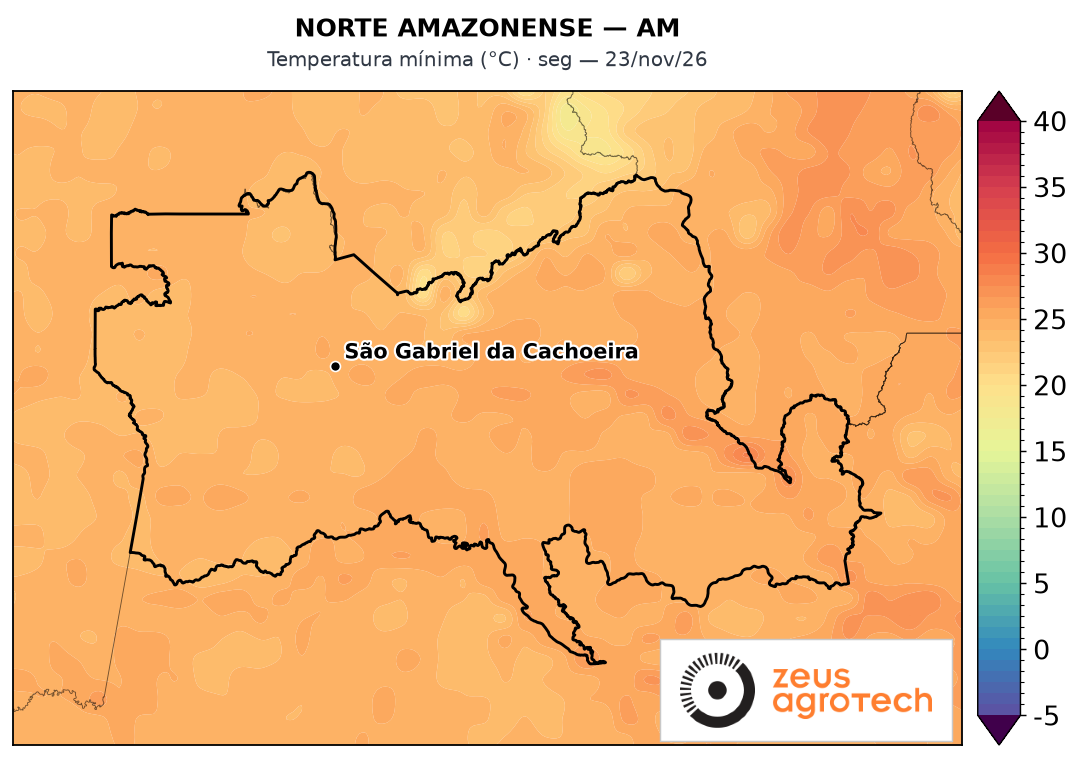 NORTE AMAZONENSE — AM
Temperatura mínima (°C) · seg — 23/nov/26
São Gabriel da Cachoeira
40
35
30
25
20
15
10
5
0
-5
zeus
agrotech